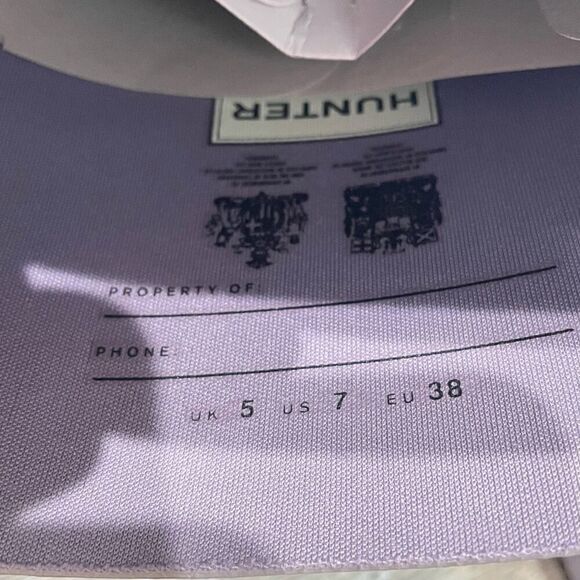 HUNTER
PROPERTY OF:
PHONE:
UK 5 US 7 EU 38